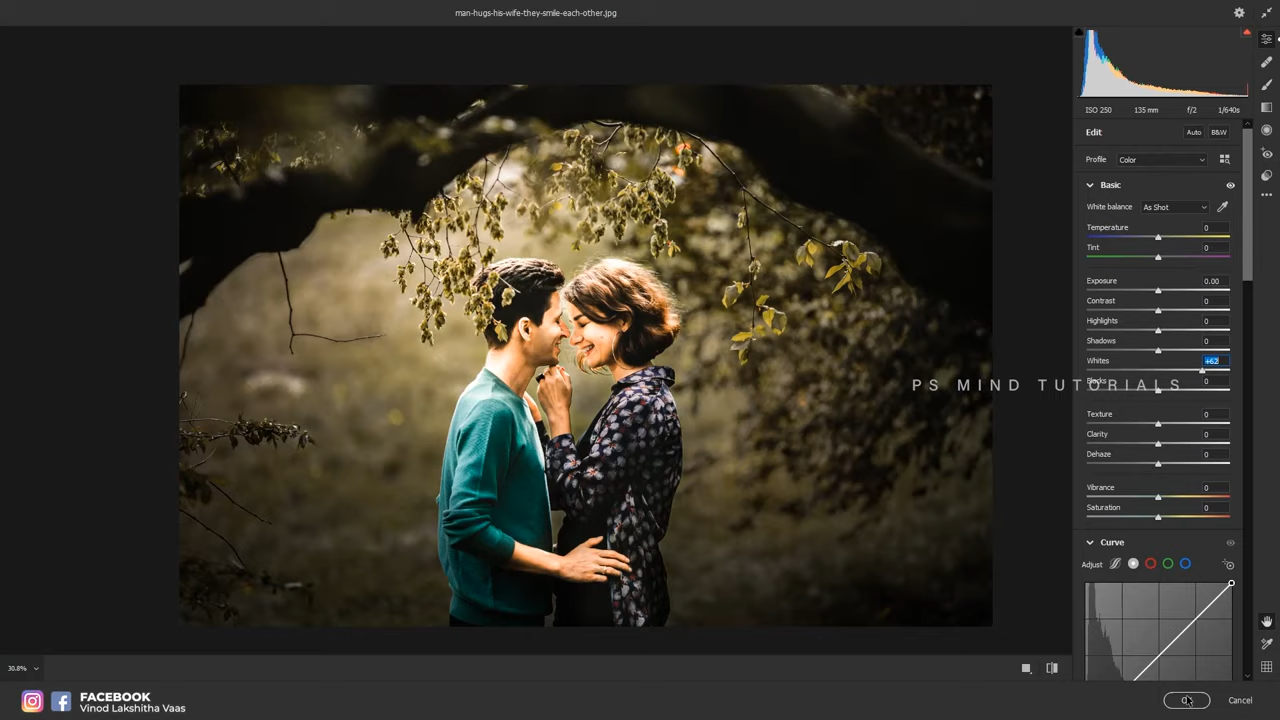 man-hugs-his-wife-they-smile-each-other.jpg
ISO 250 135 mm f/2 1/640s
Edit Auto B&W
Profile Color
Basic
White balance As Shot
Temperature 0
Tint 0
Exposure 0.00
Contrast 0
Highlights 0
Shadows 0
Whites +62
Blacks 0
PS MIND TUTORIALS
Texture 0
Clarity 0
Dehaze 0
Vibrance 0
Saturation 0
Curve
Adjust
30.8%
FACEBOOK
Vinod Lakshitha Vaas
OK Cancel